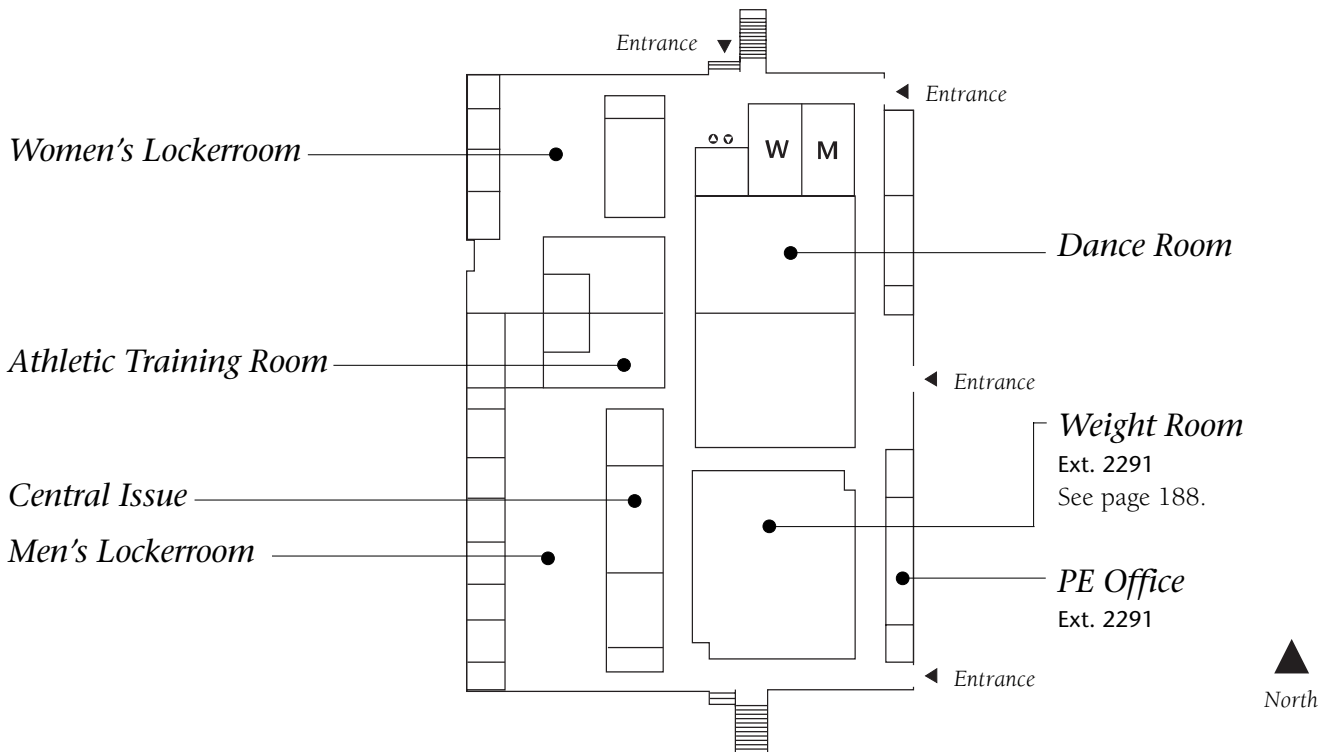 Entrance
Entrance
Women's Lockerroom
W
M
Dance Room
Athletic Training Room
Entrance
Weight Room
Ext. 2291
See page 188.
Central Issue
Men's Lockerroom
PE Office
Ext. 2291
Entrance
North